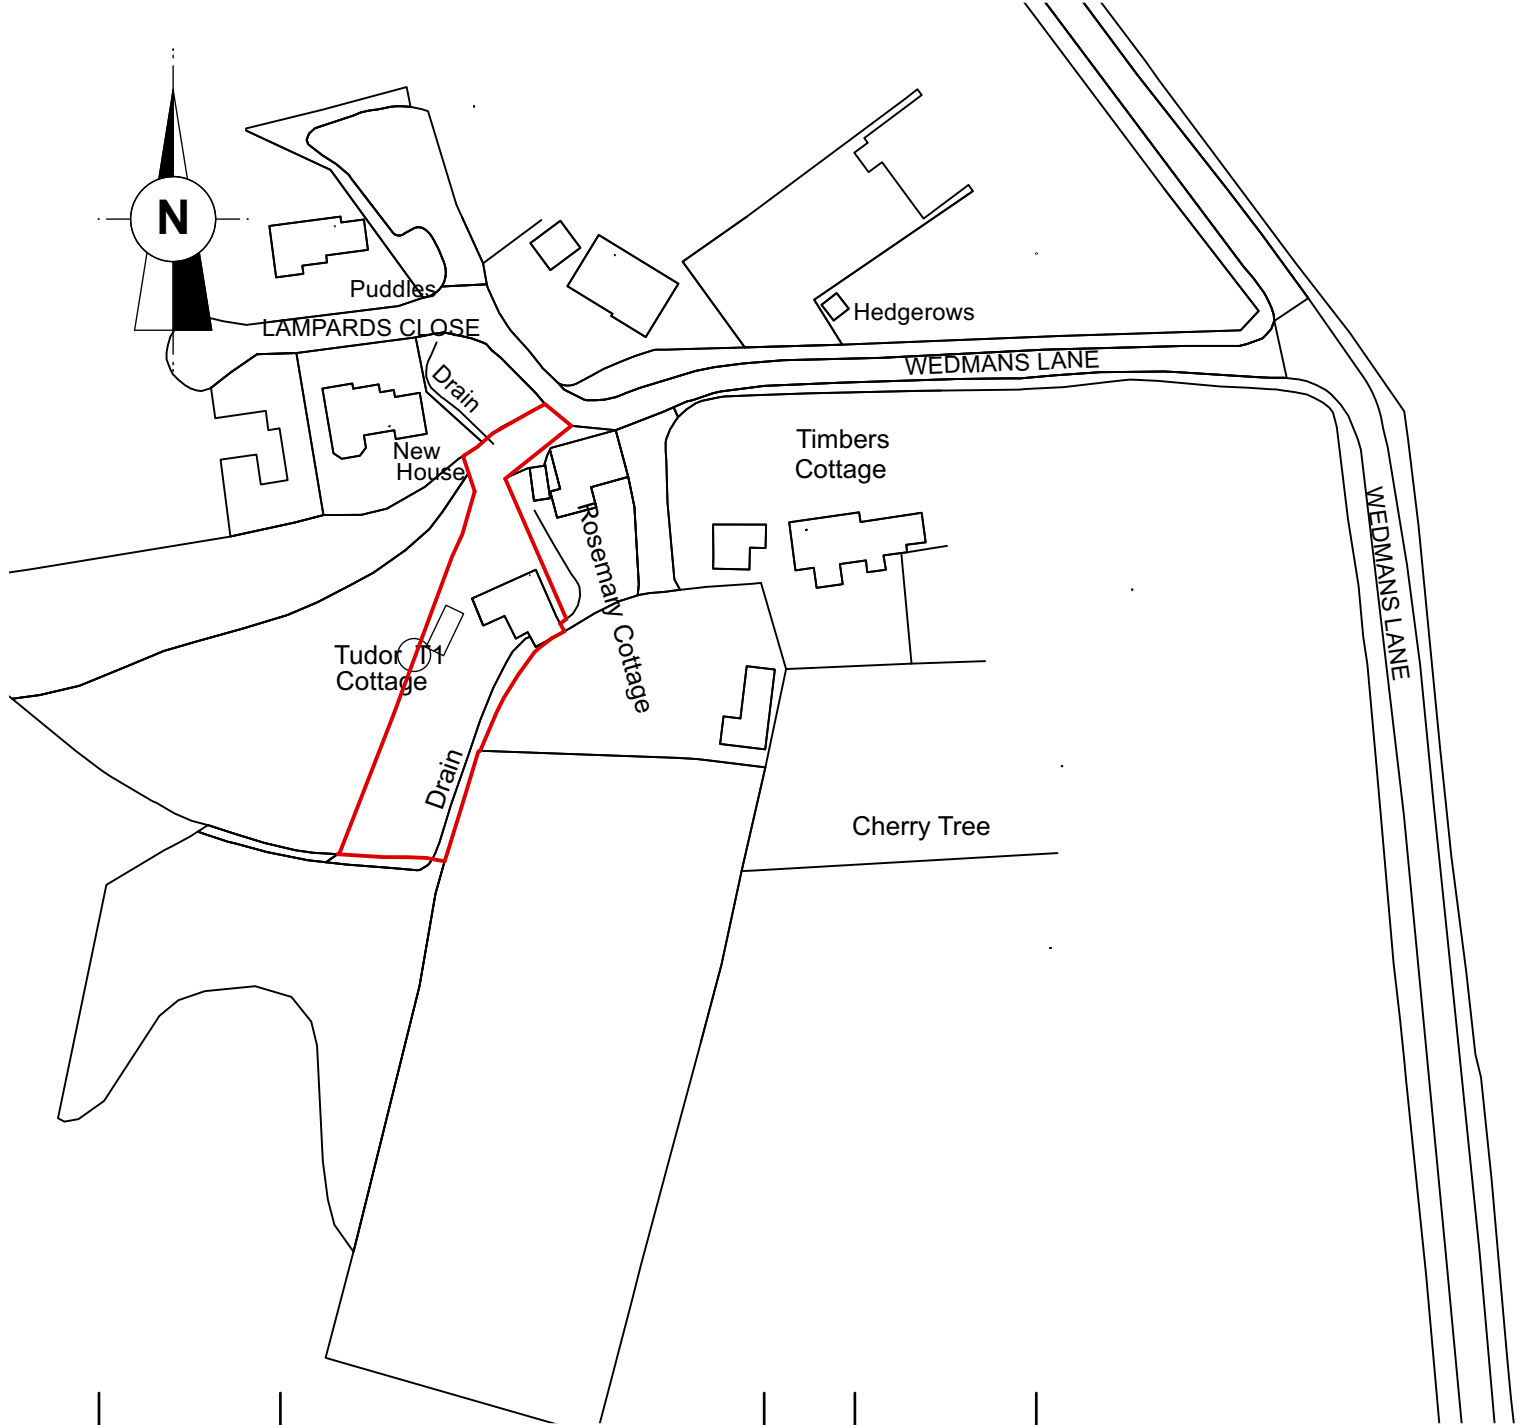 N
Puddles
LAMPARDS CLOSE
Hedgerows
WEDMANS LANE
Drain
New
House
Timbers
Cottage
Rosemary Cottage
WEDMANS LANE
Tudor
Cottage
T1
Drain
Cherry Tree